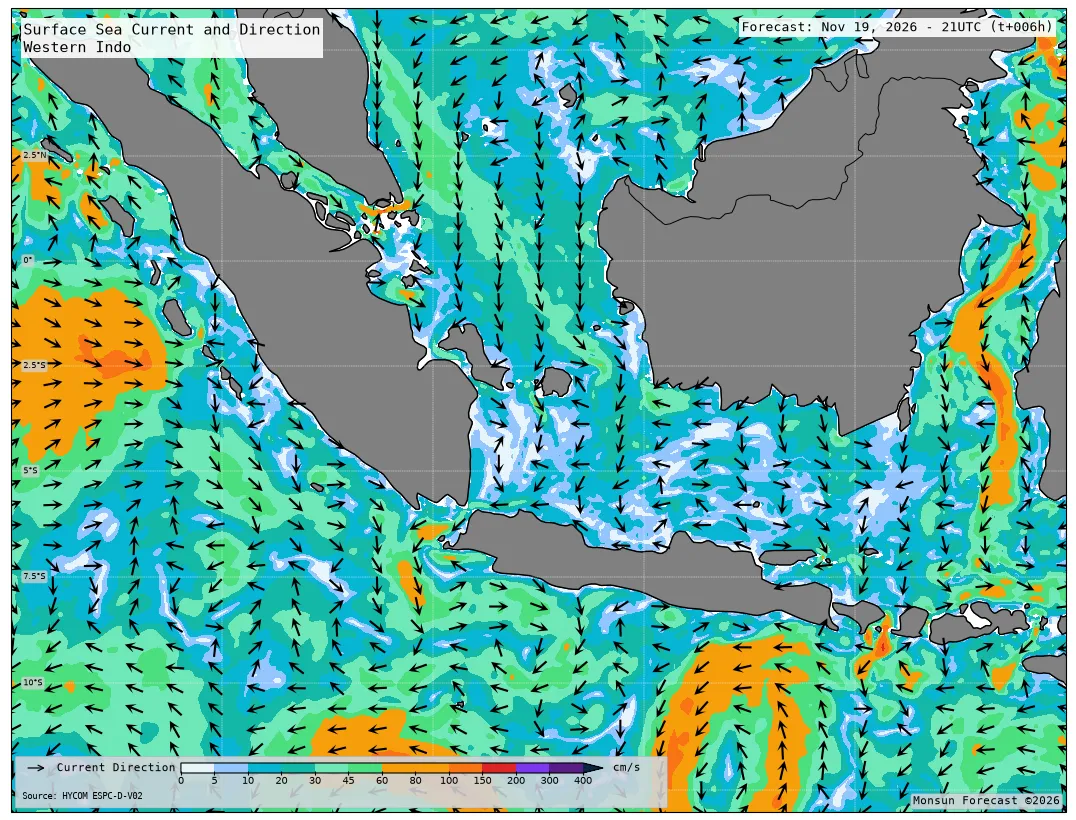 Surface Sea Current and Direction
Western Indo
Forecast: Nov 19, 2026 - 21UTC (t+006h)
2.5°N
0°
2.5°S
5°S
7.5°S
10°S
Current Direction
0 5 10 20 30 45 60 80 100 150 200 300 400
cm/s
Source: HYCOM ESPC-D-V02
Monsun Forecast ©2026